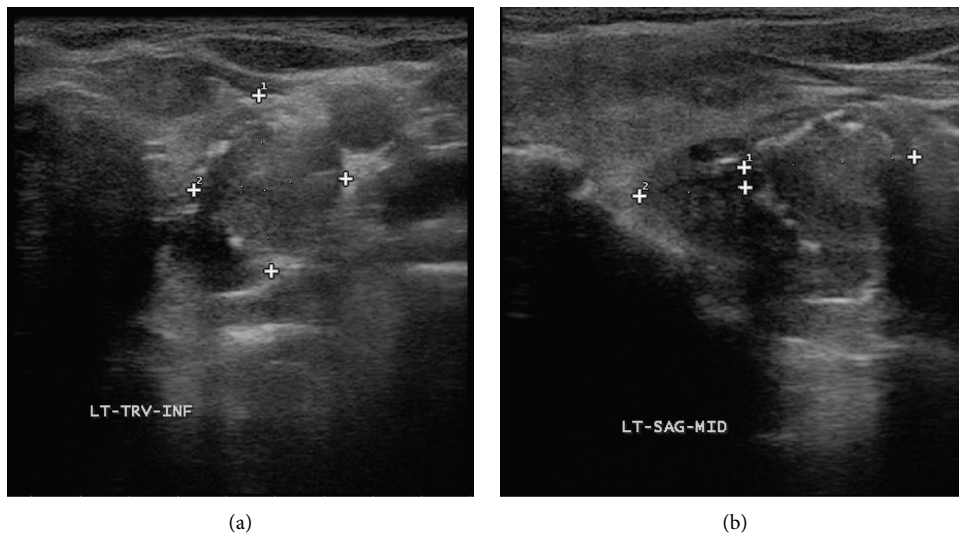 1
2
LT-TRV-INF
1
2
LT-SAG-MID
(a)
(b)